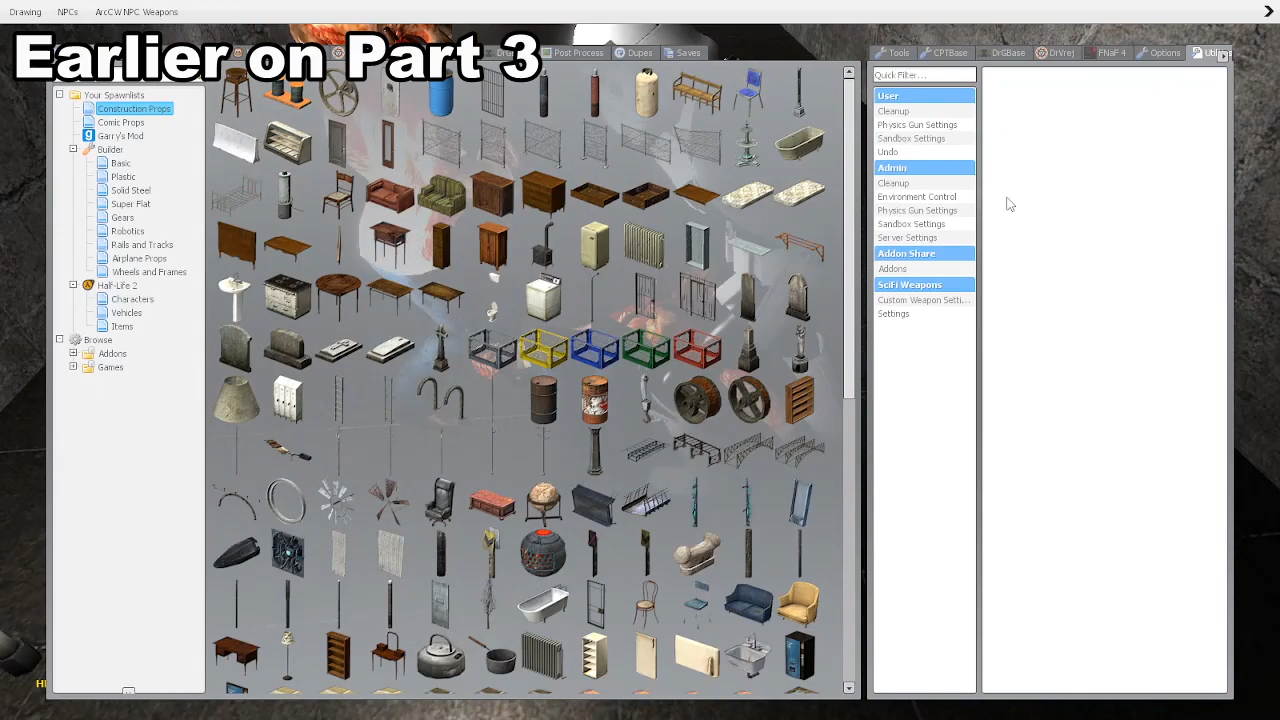 Drawing NPCs ArcCW NPC Weapons
Earlier on Part 3
Post Process Dupes Saves
Tools CPTBase DrGBase DrVrej FNaF 4 Options
Your Spawnlists
Construction Props
Comic Props
Garry's Mod
Builder
Basic
Plastic
Solid Steel
Super Flat
Gears
Robotics
Rails and Tracks
Airplane Props
Wheels and Frames
Half-Life 2
Characters
Vehicles
Items
Browse
Addons
Games
Quick Filter...
User
Cleanup
Physics Gun Settings
Sandbox Settings
Undo
Admin
Cleanup
Environment Control
Physics Gun Settings
Sandbox Settings
Server Settings
Addon Share
Addons
SciFi Weapons
Custom Weapon Setti...
Settings